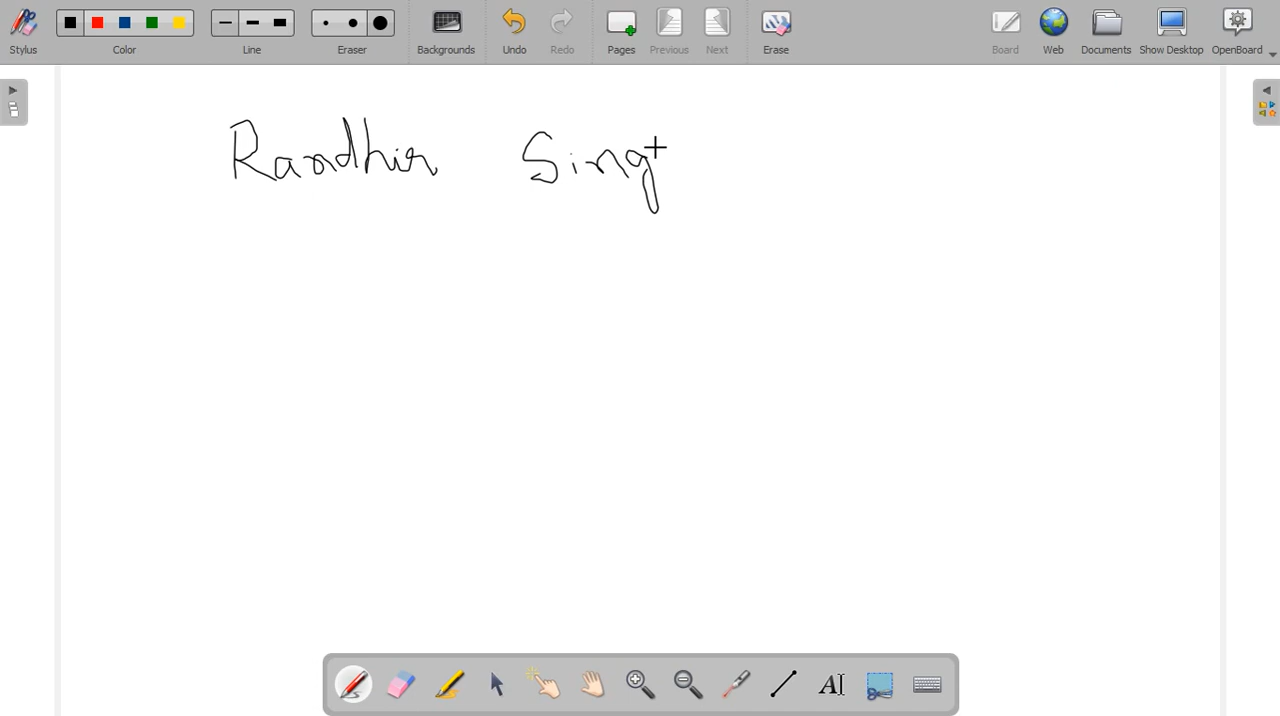 Stylus
Color
Line
Eraser
Backgrounds
Undo
Redo
Pages
Previous
Next
Erase
Board
Web
Documents
Show Desktop
OpenBoard
Randhir Sing